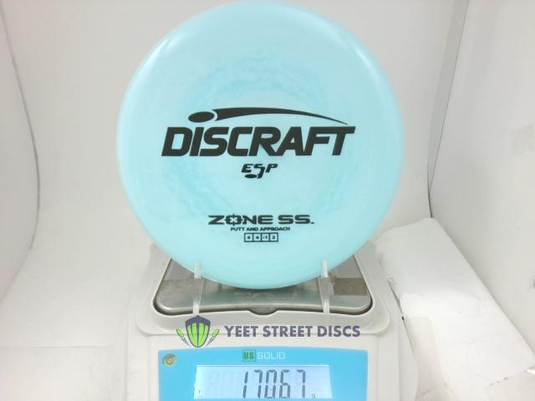 DISCRAFT
ESP
ZONE SS
PUTT AND APPROACH
YEET STREET DISCS
US SOLID
170.67